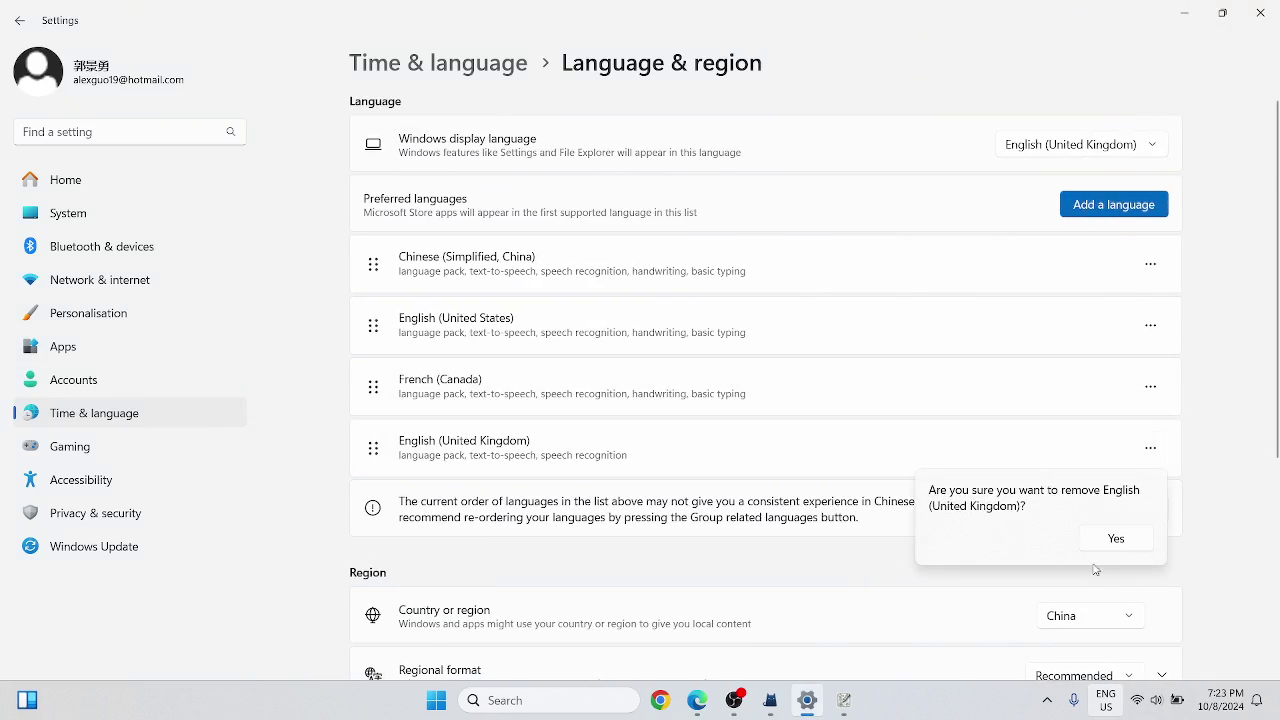 Settings
郭崇勇
alexguo19@hotmail.com
Find a setting
Home
System
Bluetooth & devices
Network & internet
Personalisation
Apps
Accounts
Time & language
Gaming
Accessibility
Privacy & security
Windows Update
Time & language > Language & region
Language
Windows display language
Windows features like Settings and File Explorer will appear in this language
English (United Kingdom)
Preferred languages
Microsoft Store apps will appear in the first supported language in this list
Add a language
Chinese (Simplified, China)
language pack, text-to-speech, speech recognition, handwriting, basic typing
English (United States)
language pack, text-to-speech, speech recognition, handwriting, basic typing
French (Canada)
language pack, text-to-speech, speech recognition, handwriting, basic typing
English (United Kingdom)
language pack, text-to-speech, speech recognition
The current order of languages in the list above may not give you a consistent experience in Chinese
recommend re-ordering your languages by pressing the Group related languages button.
Are you sure you want to remove English
(United Kingdom)?
Yes
Region
Country or region
Windows and apps might use your country or region to give you local content
China
Regional format
Recommended
Search
ENG
US
7:23 PM
10/8/2024